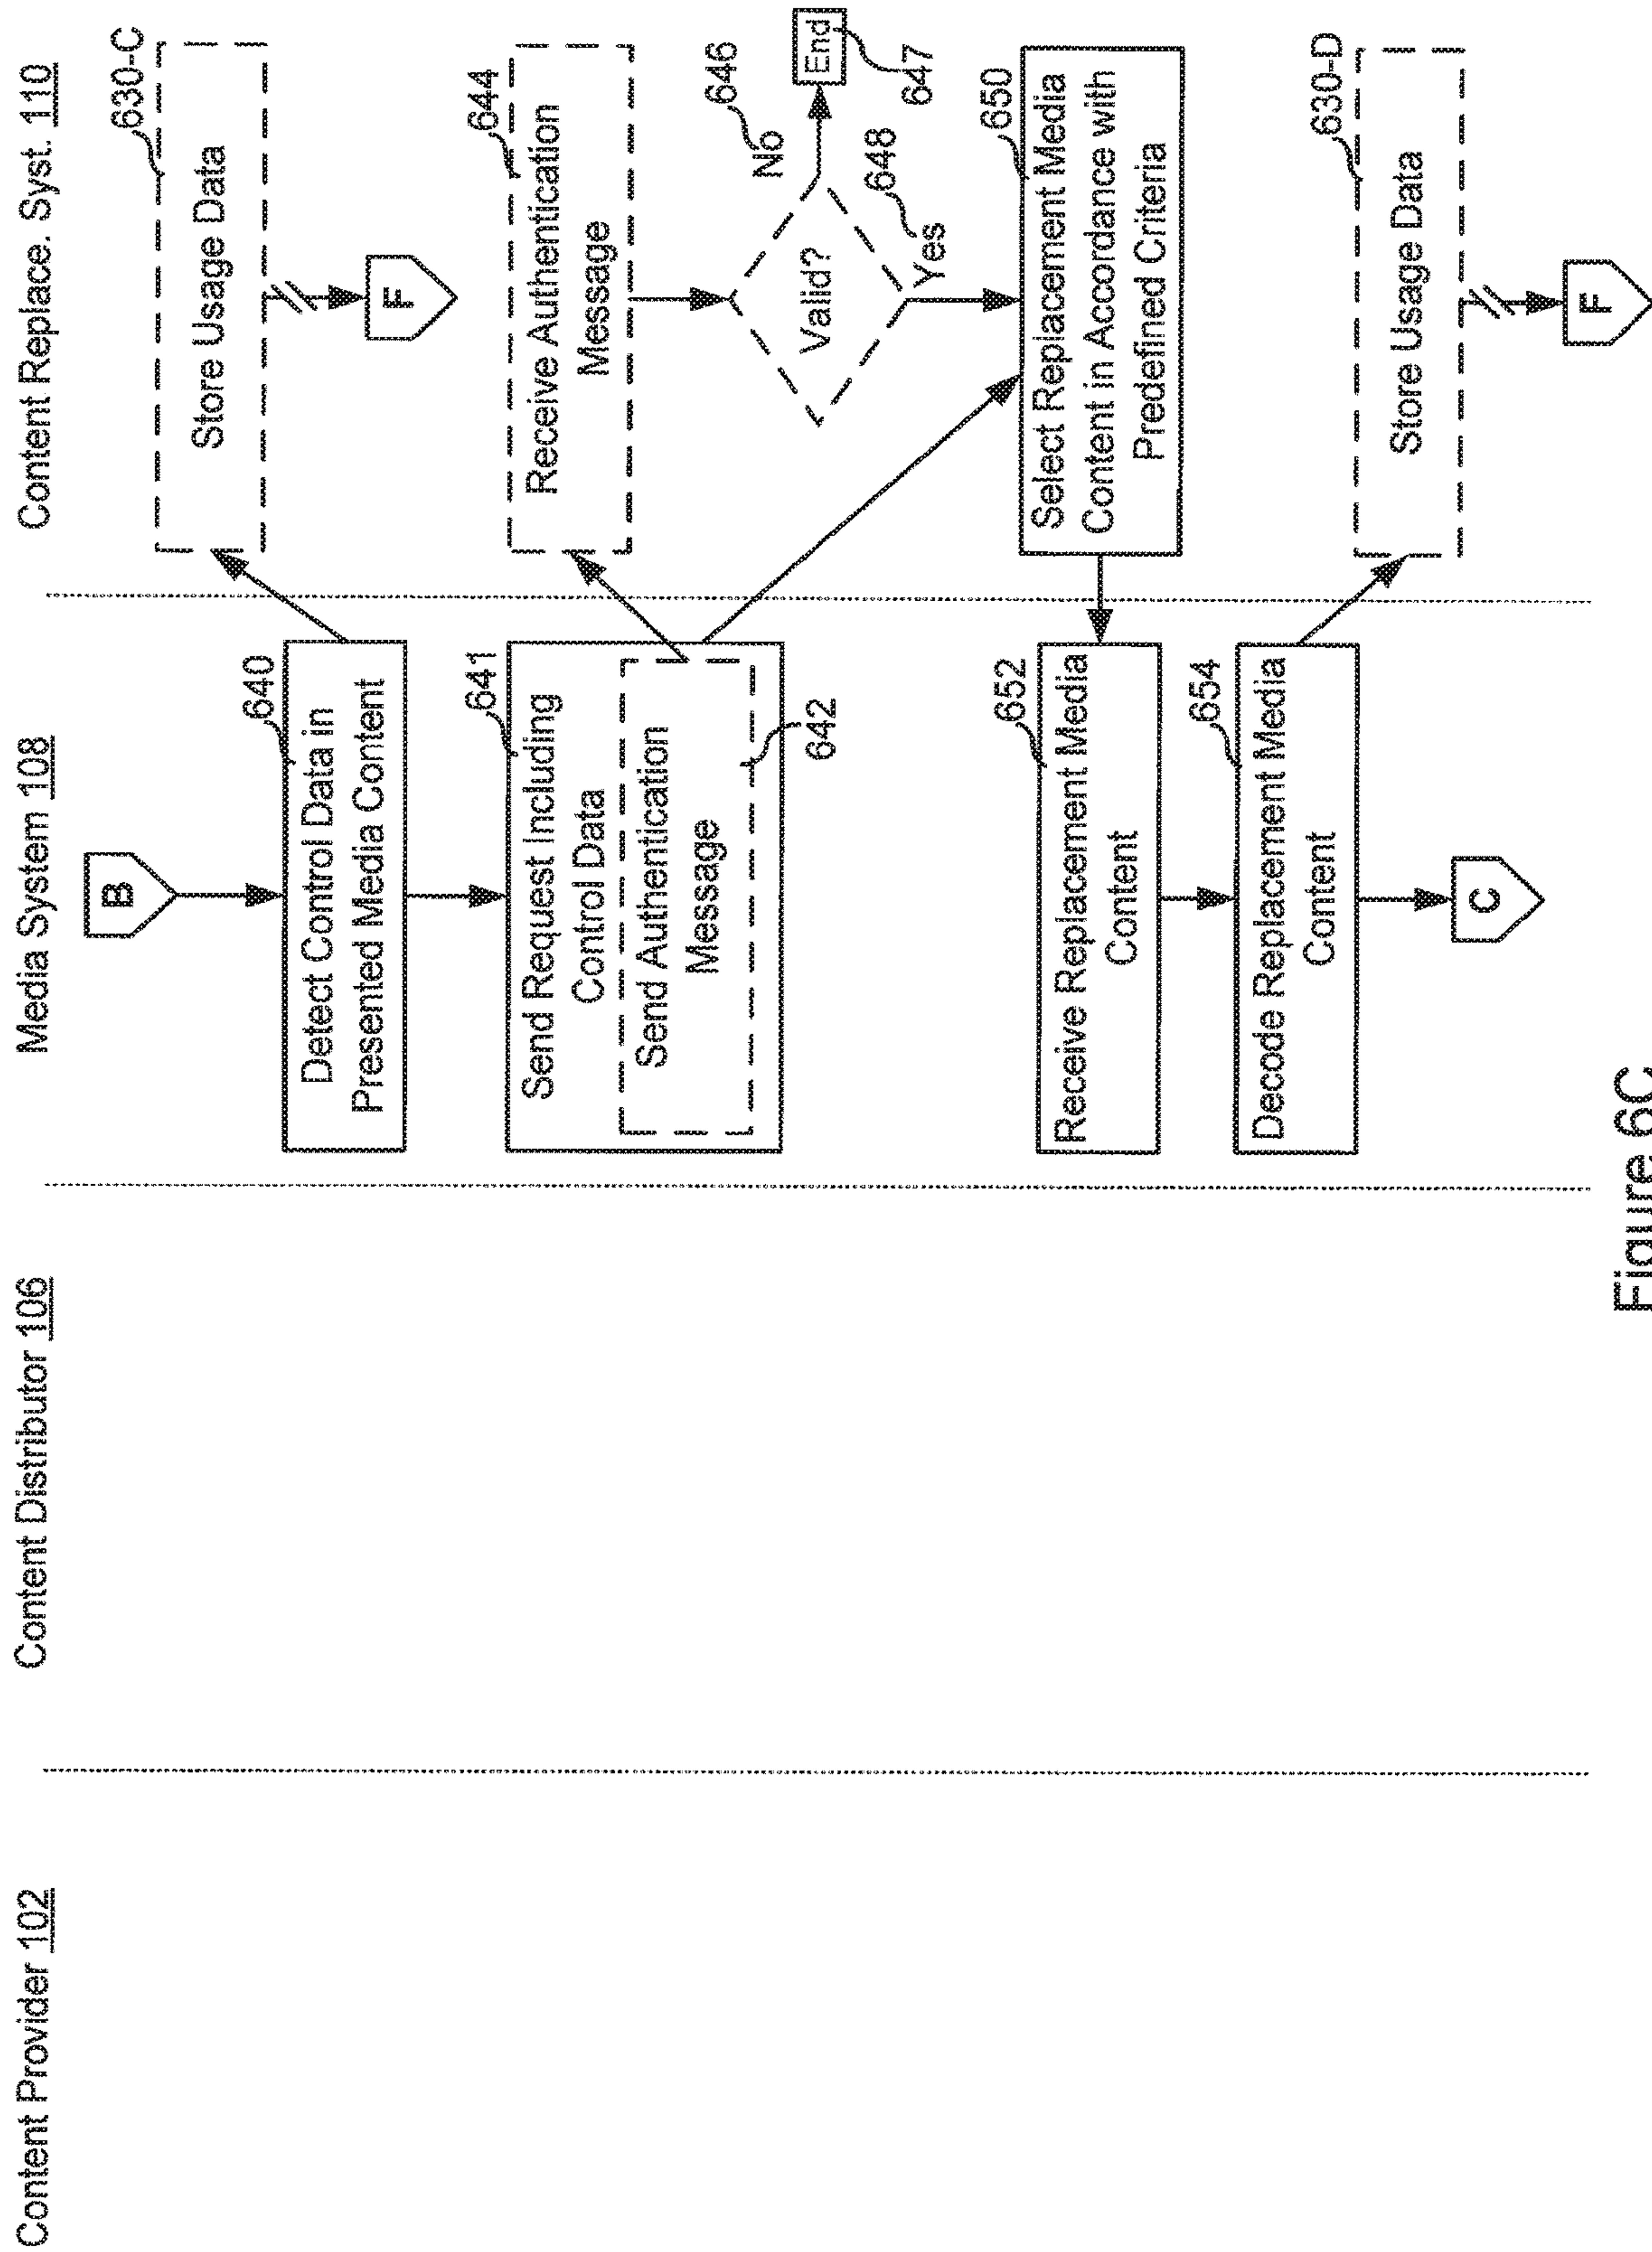 Content Provider 102
Content Distributor 106
Media System 108
Content Replace. Syst. 110
B
640
Detect Control Data in
Presented Media Content
630-C
Store Usage Data
F
641
Send Request Including
Control Data
Send Authentication
Message
642
644
Receive Authentication
Message
Valid?
No
646
End
647
648
Yes
650
Select Replacement Media
Content in Accordance with
Predefined Criteria
652
Receive Replacement Media
Content
654
Decode Replacement Media
Content
C
630-D
Store Usage Data
F
Figure 6C